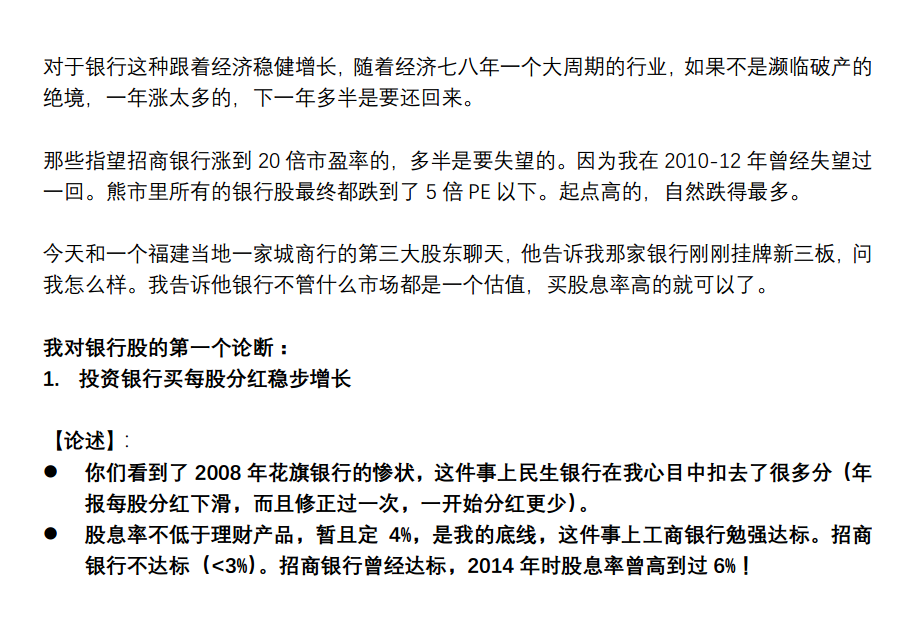 对于银行这种跟着经济稳健增长，随着经济七八年一个大周期的行业，如果不是濒临破产的
绝境，一年涨太多的，下一年多半是要还回来。
那些指望招商银行涨到 20 倍市盈率的，多半是要失望的。因为我在 2010-12 年曾经失望过
一回。熊市里所有的银行股最终都跌到了 5 倍 PE 以下。起点高的，自然跌得最多。
今天和一个福建当地一家城商行的第三大股东聊天，他告诉我那家银行刚刚挂牌新三板，问
我怎么样。我告诉他银行不管什么市场都是一个估值，买股息率高的就可以了。
我对银行股的第一个论断：
1. 投资银行买每股分红稳步增长
【论述】：
● 你们看到了 2008 年花旗银行的惨状，这件事上民生银行在我心目中扣去了很多分（年
报每股分红下滑，而且修正过一次，一开始分红更少）。
● 股息率不低于理财产品，暂且定 4%，是我的底线，这件事上工商银行勉强达标。招商
银行不达标（<3%）。招商银行曾经达标，2014 年时股息率曾高到过 6%！